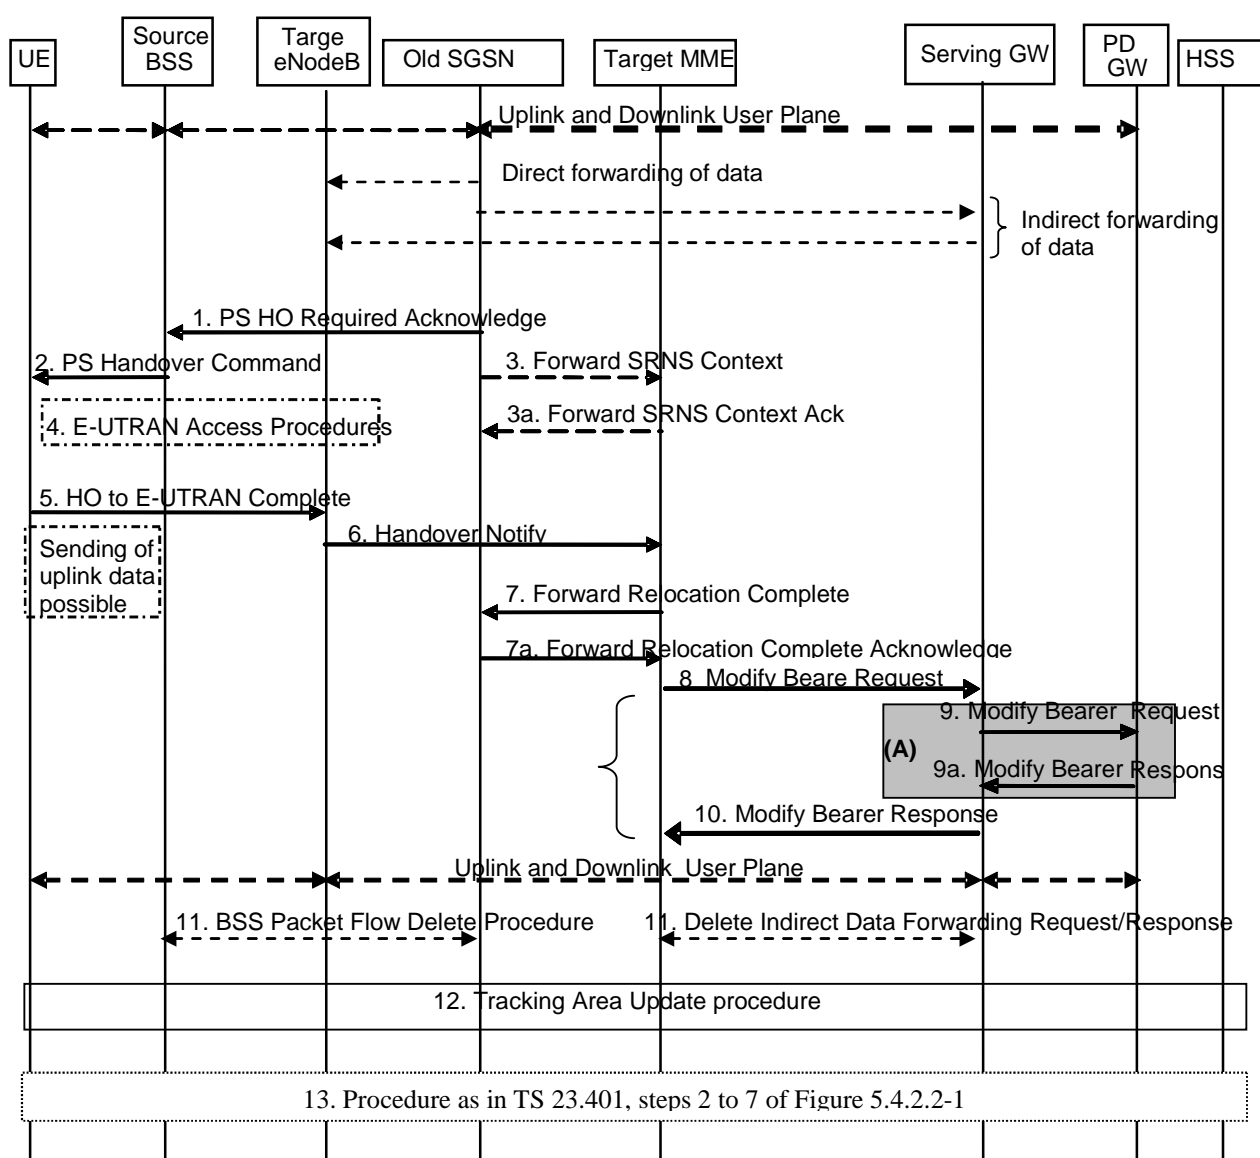 UE
Source
BSS
Targe
eNodeB
Old SGSN
Target MME
Serving GW
PD
GW
HSS
Uplink and Downlink User Plane
Direct forwarding of data
Indirect forwarding
of data
1. PS HO Required Acknowledge
2. PS Handover Command
3. Forward SRNS Context
4. E-UTRAN Access Procedures
3a. Forward SRNS Context Ack
5. HO to E-UTRAN Complete
6. Handover Notify
Sending of
uplink data
possible
7. Forward Relocation Complete
7a. Forward Relocation Complete Acknowledge
8 Modify Beare Request
9. Modify Bearer Request
(A)
9a. Modify Bearer Respons
10. Modify Bearer Response
Uplink and Downlink User Plane
11. BSS Packet Flow Delete Procedure
11. Delete Indirect Data Forwarding Request/Response
12. Tracking Area Update procedure
13. Procedure as in TS 23.401, steps 2 to 7 of Figure 5.4.2.2-1